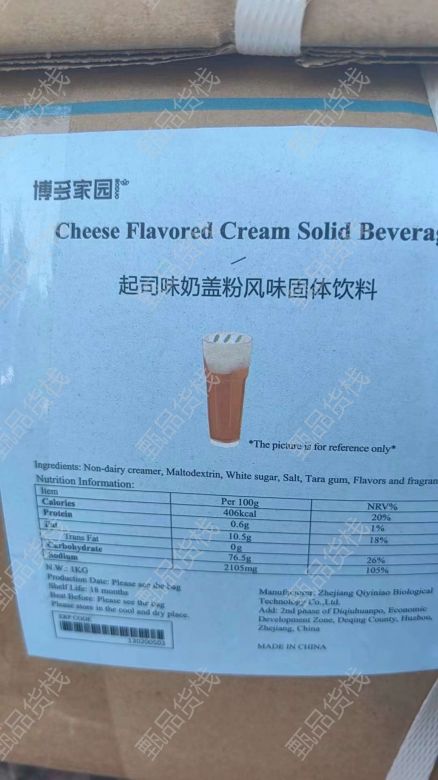 博多家园
Cheese Flavored Cream Solid Beverag
起司味奶盖粉风味固体饮料
*The picture is for reference only*
Ingredients: Non-dairy creamer, Maltodextrin, White sugar, Salt, Tara gum, Flavors and fragran
Nutrition Information:
Item Per 100g NRV%
Calories 406kcal 20%
Protein 0.6g 1%
Fat 10.5g 18%
Trans Fat 0g
Carbohydrate 76.5g 26%
Sodium 2105mg 105%
N.W.: 1KG
Production Date: Please see the bag
Shelf Life: 18 months
Best Before: Please see the bag
Please store in the cool and dry place.
ERP CODE
130200503
Manufacturer: Zhejiang Qiyiniao Biological
Technology Co.,Ltd.
Add: 2nd phase of Diqiuhuanpo, Economic
Development Zone, Deqing County, Huzhou,
Zhejiang, China
MADE IN CHINA
甄品货栈